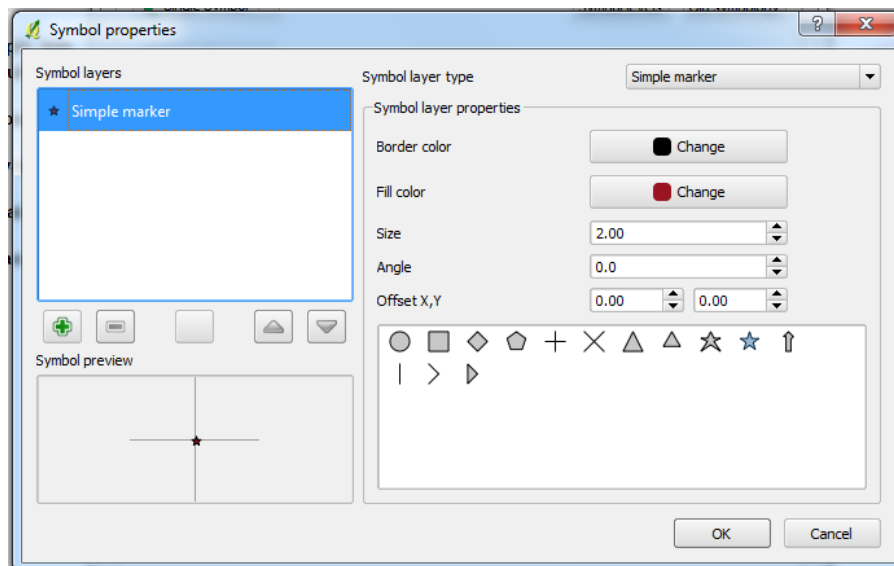 Symbol properties
Symbol layers
Simple marker
Symbol preview
Symbol layer type
Simple marker
Symbol layer properties
Border color
Change
Fill color
Change
Size
2.00
Angle
0.0
Offset X,Y
0.00
0.00
OK
Cancel